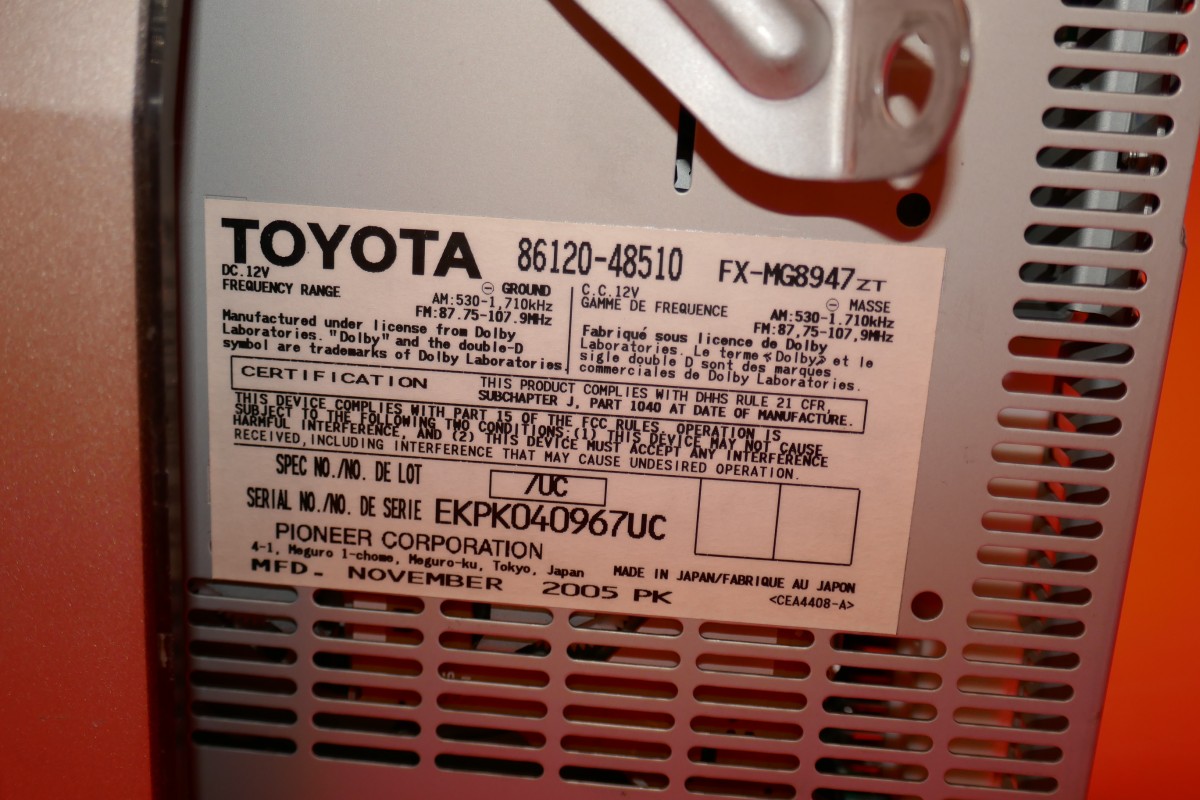 TOYOTA 86120-48510 FX-MG8947ZT
DC.12V
FREQUENCY RANGE
⊖ GROUND
AM:530-1,710kHz
FM:87.75-107.9MHz
Manufactured under license from Dolby
Laboratories. "Dolby" and the double-D
symbol are trademarks of Dolby Laboratories.
C.C.12V
GAMME DE FREQUENCE
⊖ MASSE
AM:530-1.710kHz
FM:87,75-107,9MHz
Fabriqué sous licence de Dolby
Laboratories. Le terme «Dolby» et le
sigle double D sont des marques
commerciales de Dolby Laboratories.
CERTIFICATION
THIS PRODUCT COMPLIES WITH DHHS RULE 21 CFR,
SUBCHAPTER J, PART 1040 AT DATE OF MANUFACTURE.
THIS DEVICE COMPLIES WITH PART 15 OF THE FCC RULES. OPERATION IS
SUBJECT TO THE FOLLOWING TWO CONDITIONS:(1) THIS DEVICE MAY NOT CAUSE
HARMFUL INTERFERENCE, AND (2) THIS DEVICE MUST ACCEPT ANY INTERFERENCE
RECEIVED, INCLUDING INTERFERENCE THAT MAY CAUSE UNDESIRED OPERATION.
SPEC NO./NO. DE LOT /UC
SERIAL NO./NO. DE SERIE EKPK040967UC
PIONEER CORPORATION
4-1, Meguro 1-chome, Meguro-ku, Tokyo, Japan
MADE IN JAPAN/FABRIQUE AU JAPON
MFD- NOVEMBER 2005 PK
<CEA4408-A>